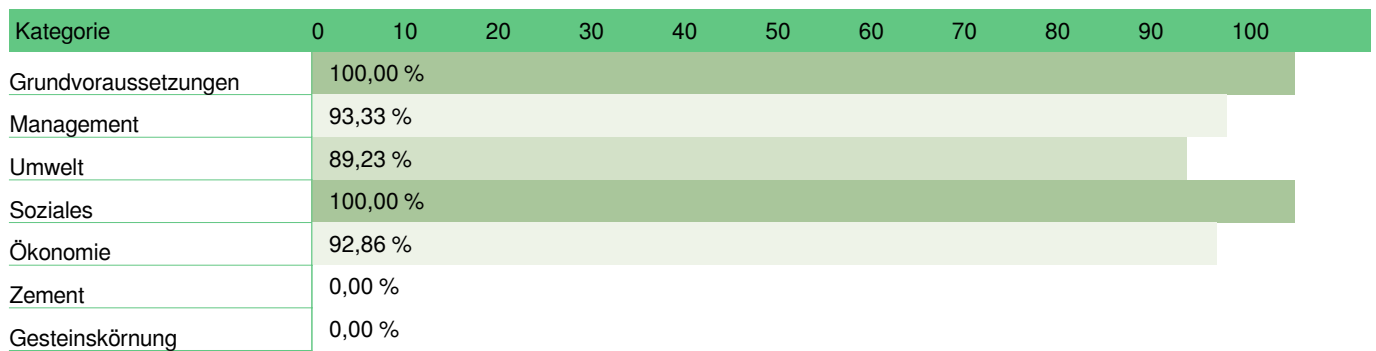 Kategorie 0 10 20 30 40 50 60 70 80 90 100
Grundvoraussetzungen 100,00 %
Management 93,33 %
Umwelt 89,23 %
Soziales 100,00 %
Ökonomie 92,86 %
Zement 0,00 %
Gesteinskörnung 0,00 %